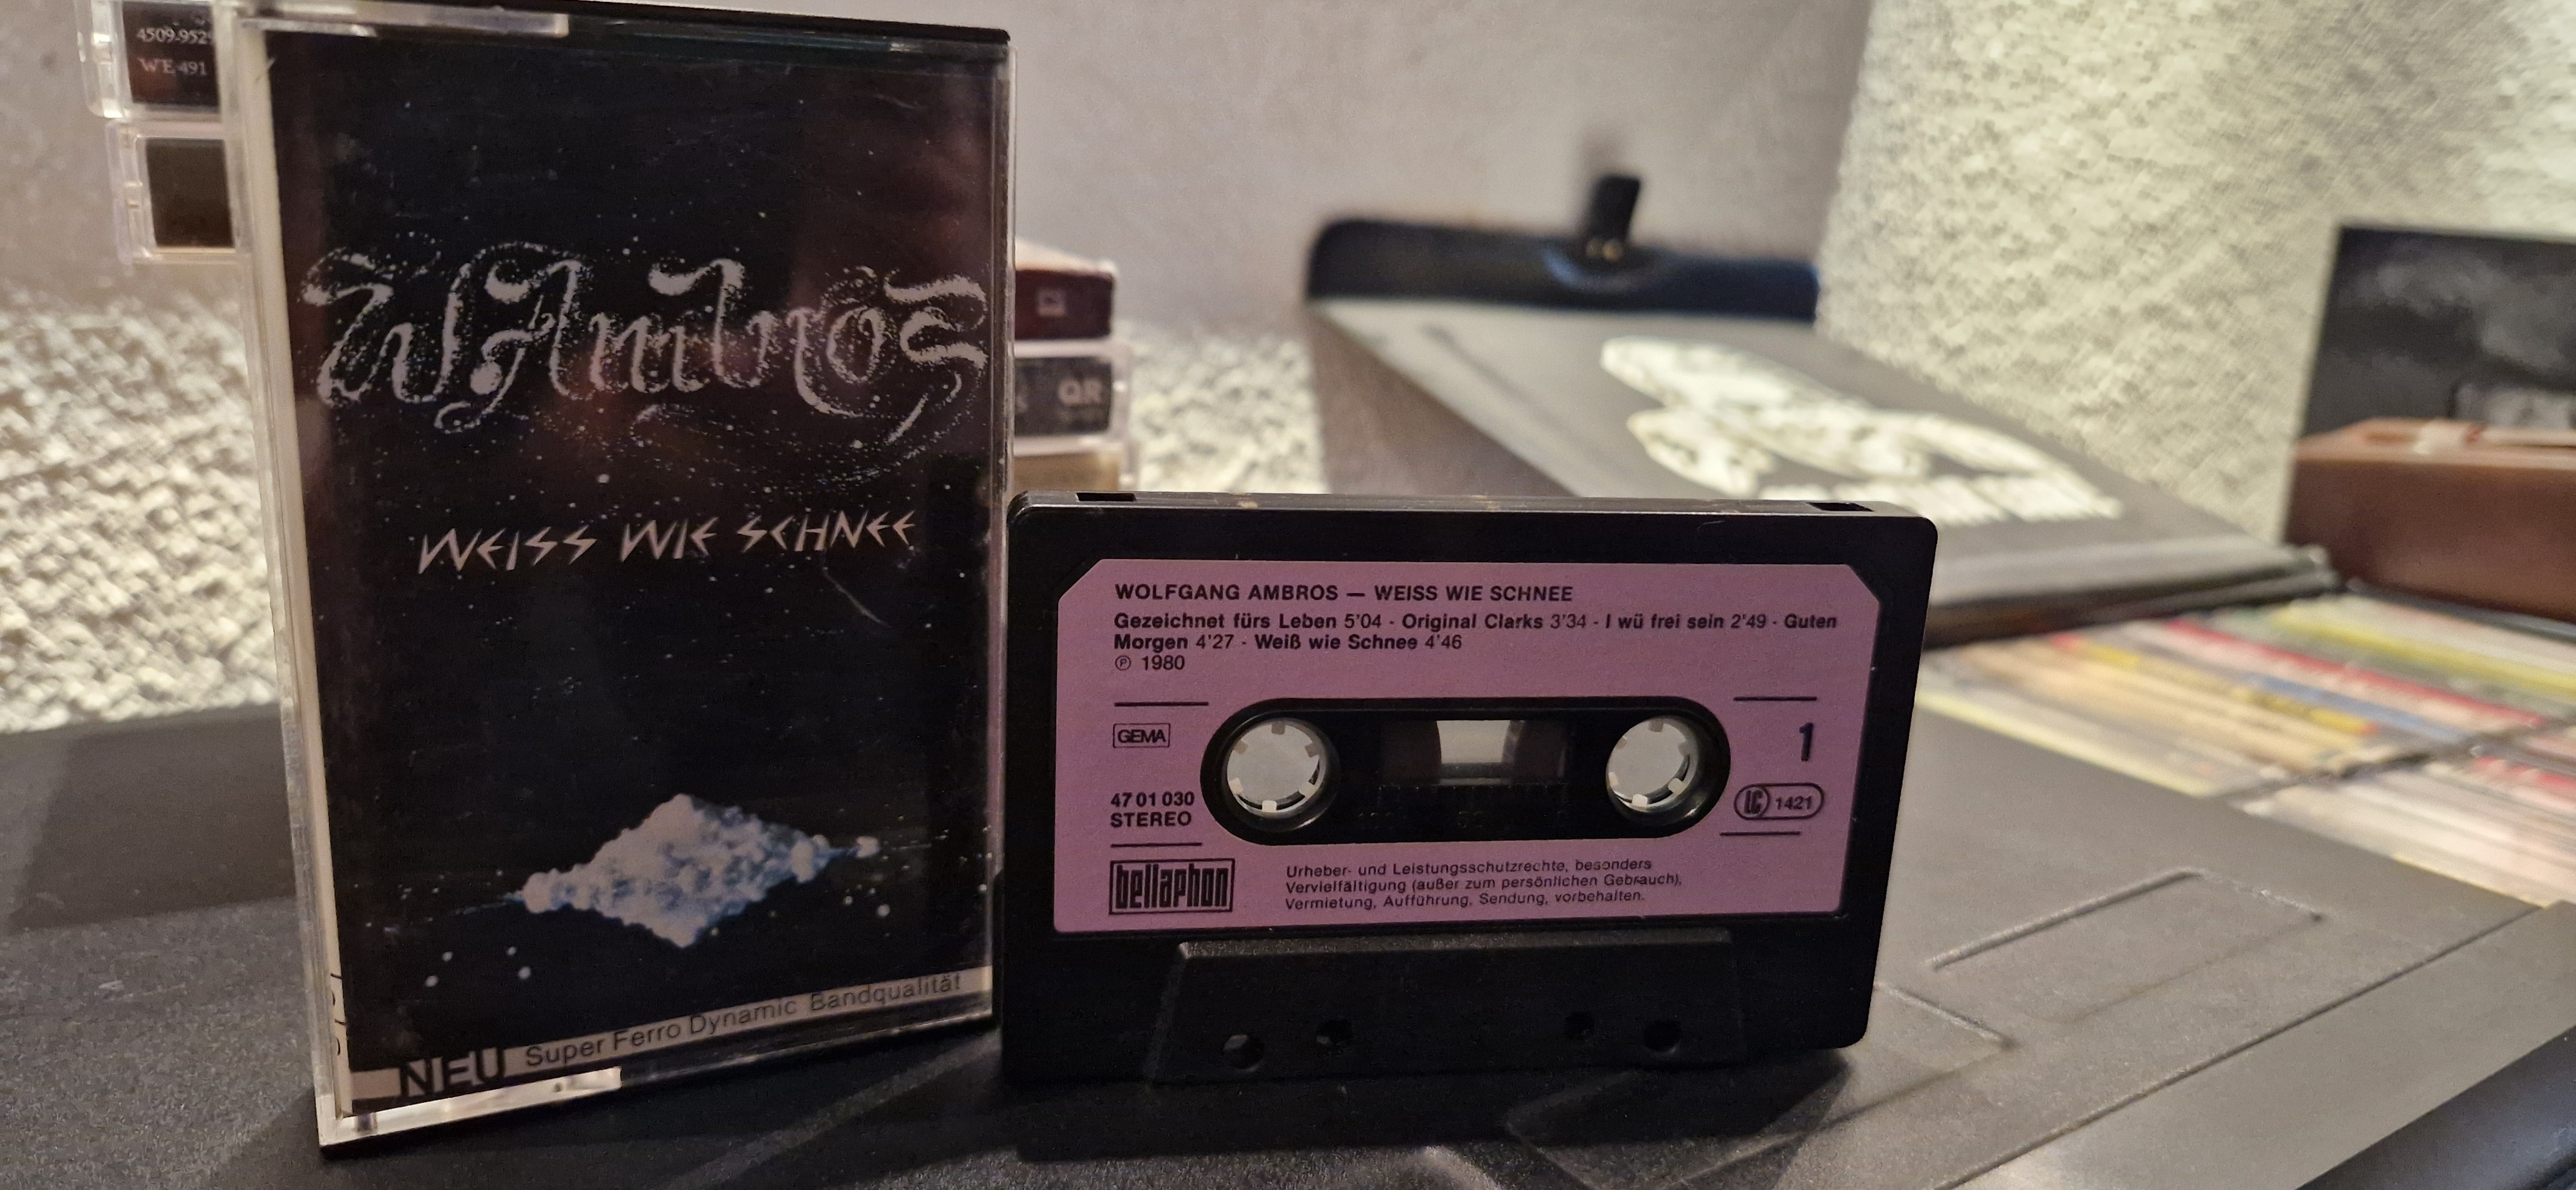 4509-952
WE 491
WAmbros
WEISS WIE SCHNEE
NEU Super Ferro Dynamic Bandqualität
QR
WOLFGANG AMBROS — WEISS WIE SCHNEE
Gezeichnet fürs Leben 5'04 - Original Clarks 3'34 - I wü frei sein 2'49 - Guten
Morgen 4'27 - Weiß wie Schnee 4'46
℗ 1980
GEMA
1
47 01 030
STEREO
LC 1421
bellaphon
Urheber- und Leistungsschutzrechte, besonders
Vervielfältigung (außer zum persönlichen Gebrauch),
Vermietung, Aufführung, Sendung, vorbehalten.